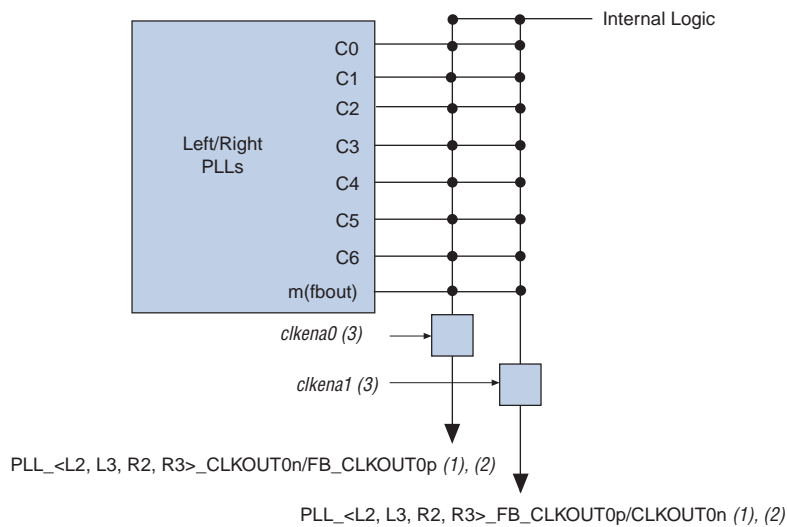 Internal Logic
C0
C1
C2
Left/Right
PLLs
C3
C4
C5
C6
m(fbout)
clkena0 (3)
clkena1 (3)
PLL_<L2, L3, R2, R3>_CLKOUT0n/FB_CLKOUT0p (1), (2)
PLL_<L2, L3, R2, R3>_FB_CLKOUT0p/CLKOUT0n (1), (2)